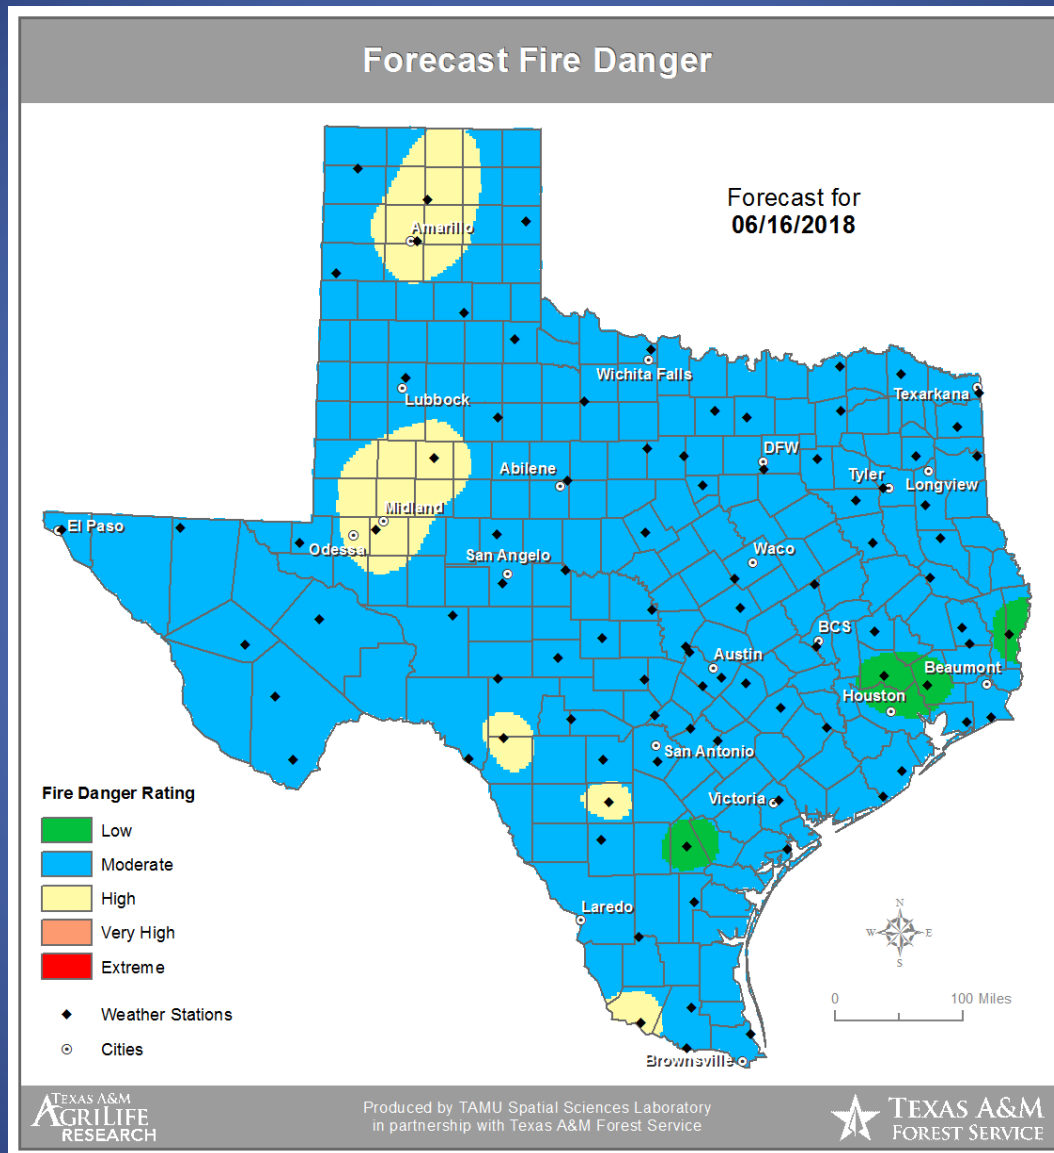 Forecast Fire Danger
Forecast for
06/16/2018
Amarillo
Wichita Falls
Lubbock
Texarkana
DFW
Abilene
Tyler
Longview
Midland
El Paso
Odessa
San Angelo
Waco
BCS
Austin
Beaumont
Houston
San Antonio
Victoria
Laredo
Brownsville
Fire Danger Rating
Low
Moderate
High
Very High
Extreme
Weather Stations
Cities
N
W
E
S
0
100 Miles
TEXAS A&M
AGRILIFE
RESEARCH
Produced by TAMU Spatial Sciences Laboratory
in partnership with Texas A&M Forest Service
TEXAS A&M
FOREST SERVICE